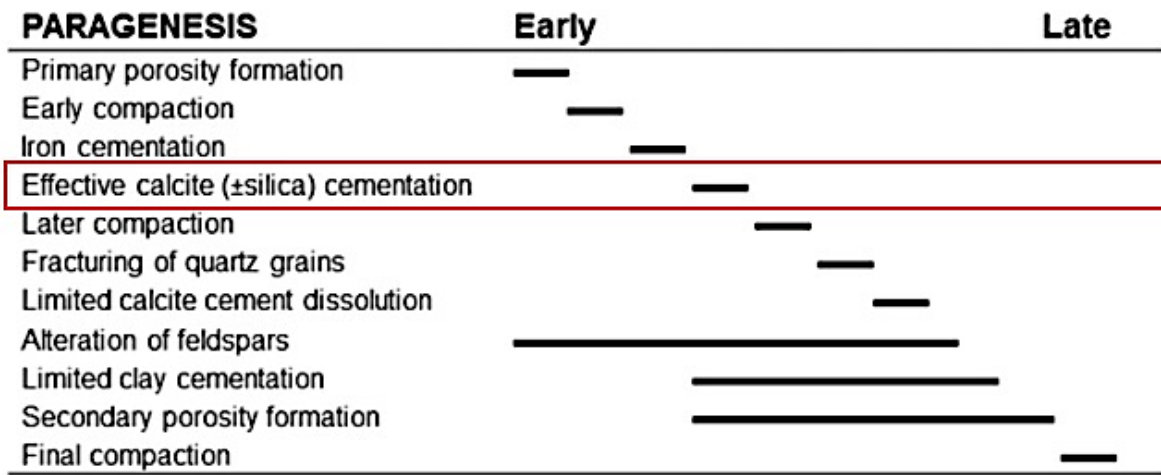 PARAGENESIS Early Late
Primary porosity formation
Early compaction
Iron cementation
Effective calcite (±silica) cementation
Later compaction
Fracturing of quartz grains
Limited calcite cement dissolution
Alteration of feldspars
Limited clay cementation
Secondary porosity formation
Final compaction